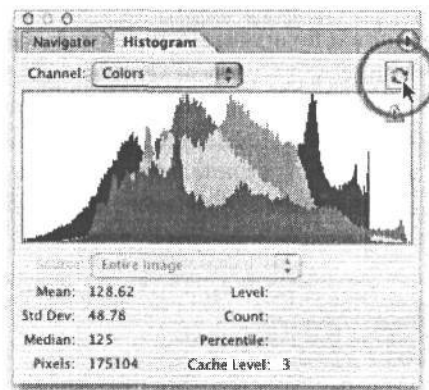 Navigator Histogram
Channel: Colors
Source: Entire Image
Mean: 128.62 Level:
Std Dev: 48.76 Count:
Median: 125 Percentile:
Pixels: 175104 Cache Level: 3